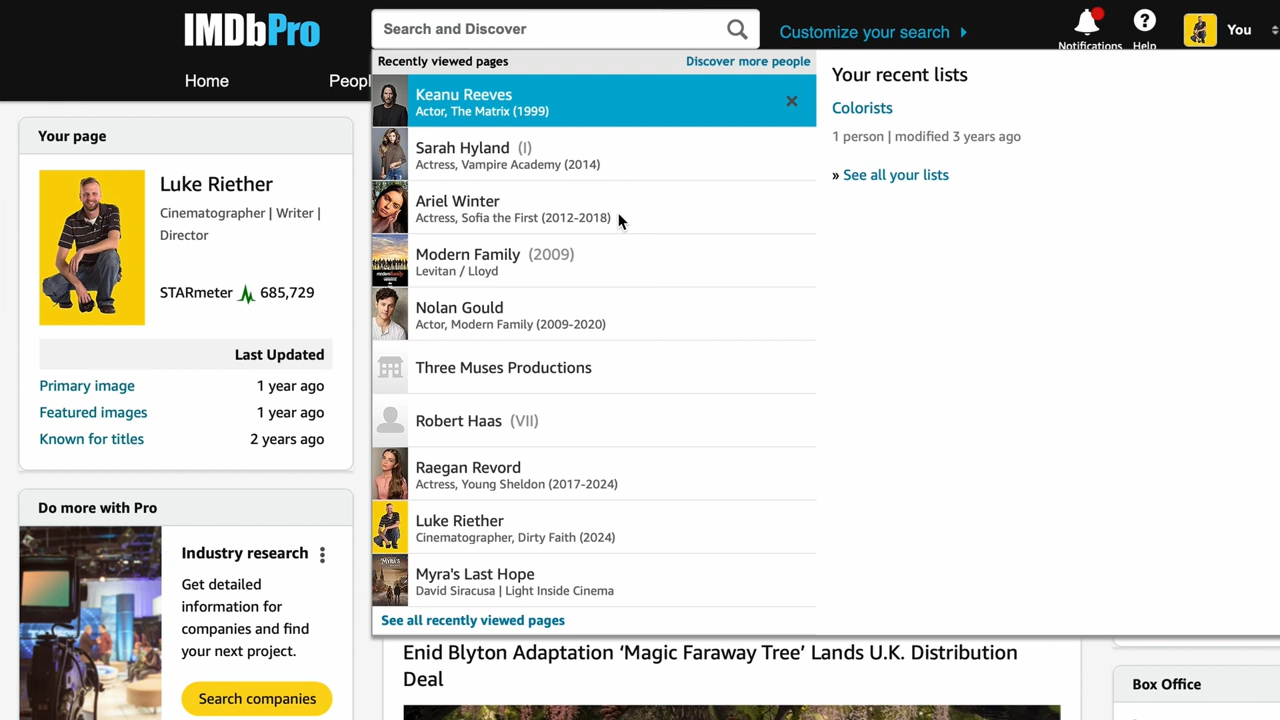 IMDbPro
Search and Discover
Customize your search
Notifications
Help
You
Home
Peopl
Recently viewed pages
Discover more people
Keanu Reeves
Actor, The Matrix (1999)
Sarah Hyland (I)
Actress, Vampire Academy (2014)
Ariel Winter
Actress, Sofia the First (2012-2018)
Modern Family (2009)
Levitan / Lloyd
Nolan Gould
Actor, Modern Family (2009-2020)
Three Muses Productions
Robert Haas (VII)
Raegan Revord
Actress, Young Sheldon (2017-2024)
Luke Riether
Cinematographer, Dirty Faith (2024)
Myra's Last Hope
David Siracusa | Light Inside Cinema
See all recently viewed pages
Your recent lists
Colorists
1 person | modified 3 years ago
» See all your lists
Your page
Luke Riether
Cinematographer | Writer |
Director
STARmeter 685,729
Last Updated
Primary image 1 year ago
Featured images 1 year ago
Known for titles 2 years ago
Do more with Pro
Industry research
Get detailed
information for
companies and find
your next project.
Search companies
Enid Blyton Adaptation ‘Magic Faraway Tree’ Lands U.K. Distribution
Deal
Box Office